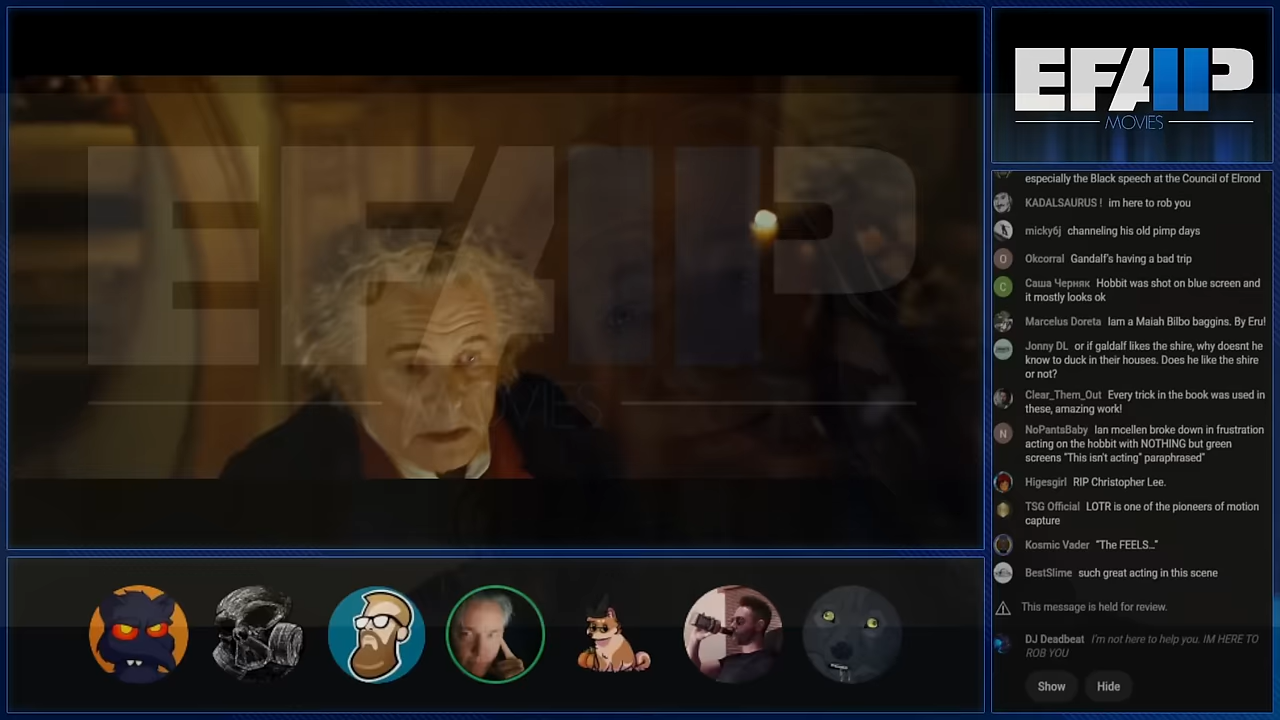 EFAP
MOVIES
EFAP
MOVIES
especially the Black speech at the Council of Elrond
KADALSAURUS ! im here to rob you
micky6j channeling his old pimp days
O
Okcorral Gandalf's having a bad trip
С
Саша Черняк Hobbit was shot on blue screen and
it mostly looks ok
Marcelus Doreta Iam a Maiah Bilbo baggins. By Eru!
Jonny DL or if galdalf likes the shire, why doesnt he
know to duck in their houses. Does he like the shire
or not?
Clear_Them_Out Every trick in the book was used in
these, amazing work!
N
NoPantsBaby Ian mcellen broke down in frustration
acting on the hobbit with NOTHING but green
screens "This isn't acting" paraphrased"
Higesgirl RIP Christopher Lee.
TSG Official LOTR is one of the pioneers of motion
capture
Kosmic Vader "The FEELS..."
BestSlime such great acting in this scene
This message is held for review.
DJ Deadbeat I'm not here to help you. IM HERE TO
ROB YOU
Show Hide